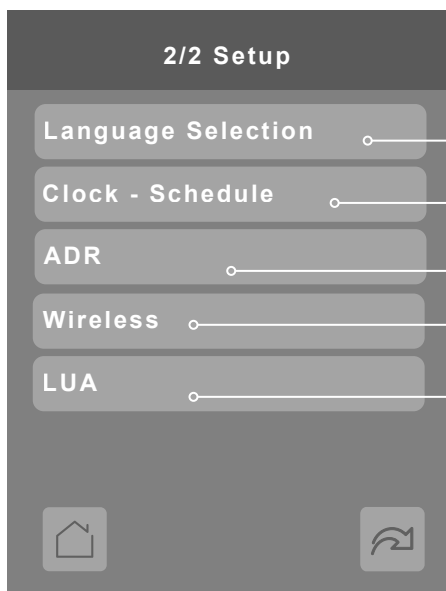 2/2 Setup
Language Selection
Clock - Schedule
ADR
Wireless
LUA